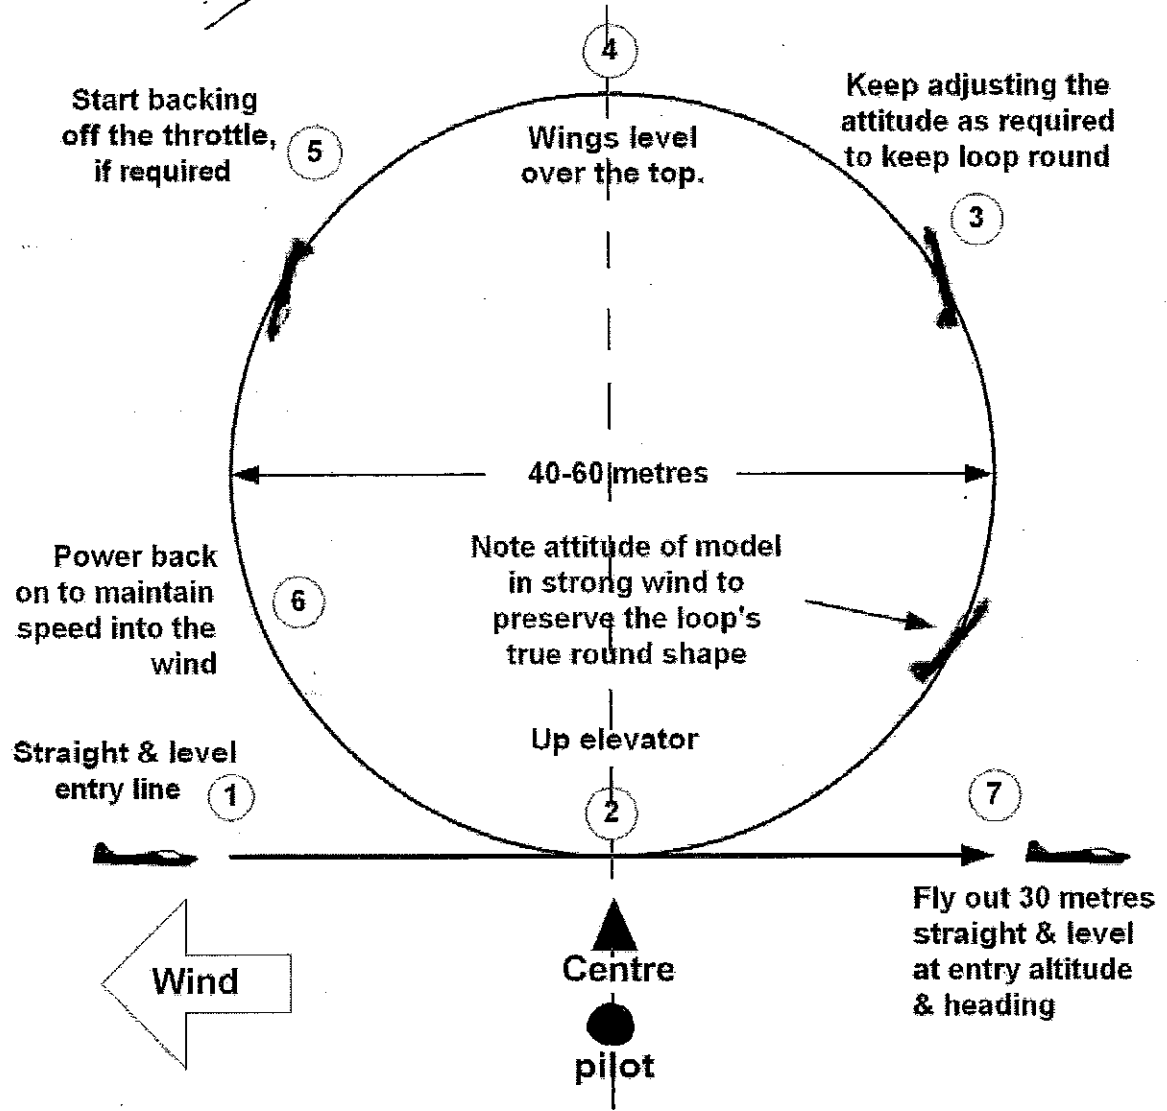 4
Start backing
off the throttle,
if required
5
Wings level
over the top.
Keep adjusting the
attitude as required
to keep loop round
3
40-60 metres
Power back
on to maintain
speed into the
wind
6
Note attitude of model
in strong wind to
preserve the loop's
true round shape
Up elevator
Straight & level
entry line
1
2
7
Fly out 30 metres
straight & level
at entry altitude
& heading
Wind
Centre
pilot